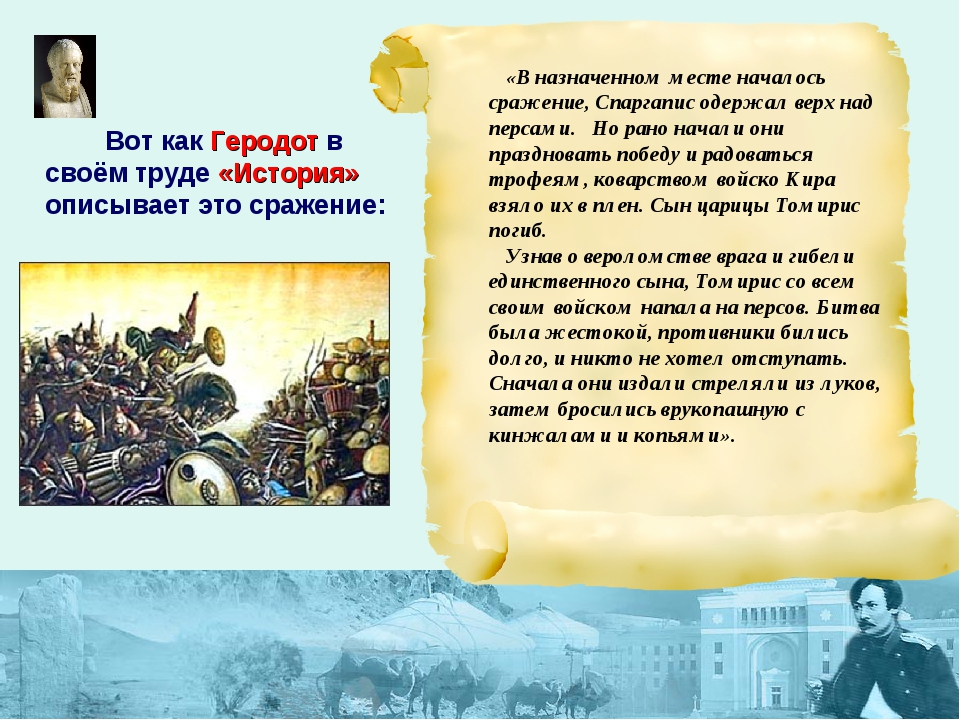 Вот как Геродот в
своём труде «История»
описывает это сражение:
«В назначенном месте началось
сражение, Спаргапис одержал верх над
персами. Но рано начали они
праздновать победу и радоваться
трофеям, коварством войско Кира
взяло их в плен. Сын царицы Томирис
погиб.
Узнав о вероломстве врага и гибели
единственного сына, Томирис со всем
своим войском напала на персов. Битва
была жестокой, противники бились
долго, и никто не хотел отступать.
Сначала они издали стреляли из луков,
затем бросились врукопашную с
кинжалами и копьями».